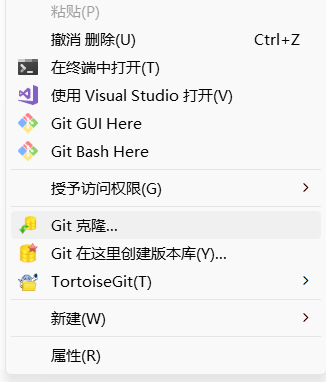 粘贴(P)
撤消 删除(U) Ctrl+Z
在终端中打开(T)
使用 Visual Studio 打开(V)
Git GUI Here
Git Bash Here
授予访问权限(G)
Git 克隆...
Git 在这里创建版本库(Y)...
TortoiseGit(T)
新建(W)
属性(R)